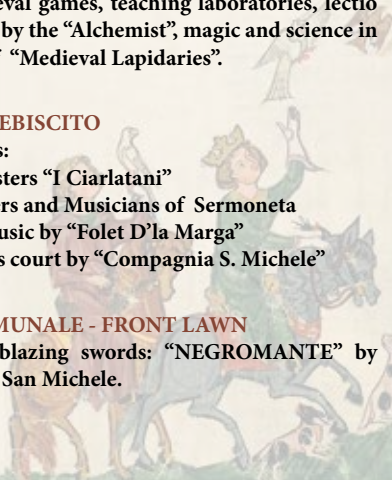 eval games, teaching laboratories, lectio
by the “Alchemist”, magic and science in
“Medieval Lapidaries”.
EBISCITO
s:
sters “I Ciarlatani”
ers and Musicians of Sermoneta
usic by “Folet D’la Marga”
s court by “Compagnia S. Michele”
MUNALE - FRONT LAWN
blazing swords: “NEGROMANTE” by
San Michele.